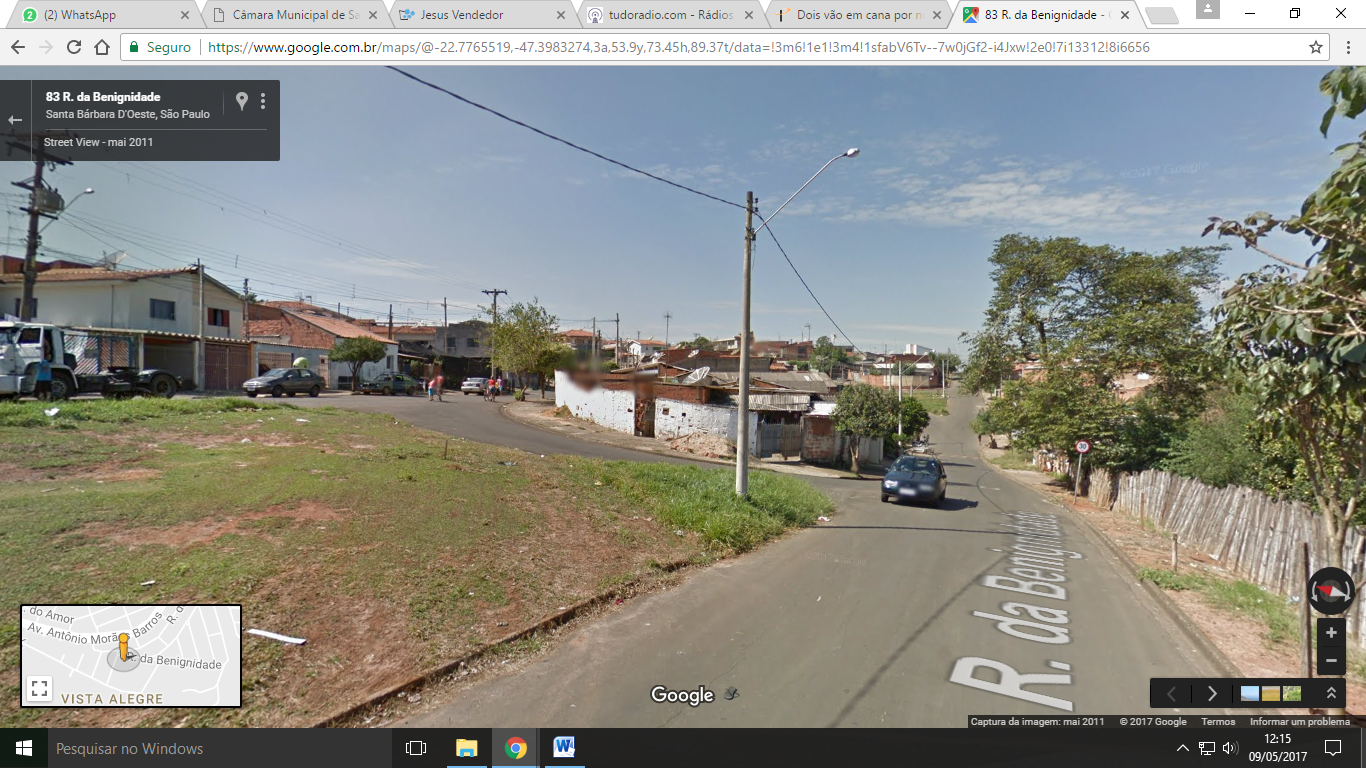 (2) WhatsApp
Câmara Municipal de Sa
Jesus Vendedor
tudoradio.com - Rádios
Dois vão em cana por n
83 R. da Benignidade - G
Seguro
https://www.google.com.br/maps/@-22.7765519,-47.3983274,3a,53.9y,73.45h,89.37t/data=!3m6!1e1!3m4!1sfabV6Tv--7w0jGf2-i4Jxw!2e0!7i13312!8i6656
83 R. da Benignidade
Santa Bárbara D'Oeste, São Paulo
Street View - mai 2011
30
R. da Benignidade
do Amor
Av. Antônio Moraes Barros
R. d
R. da Benignidade
VISTA ALEGRE
Google
Captura da imagem: mai 2011 © 2017 Google Termos Informar um problema
Pesquisar no Windows
12:15
09/05/2017